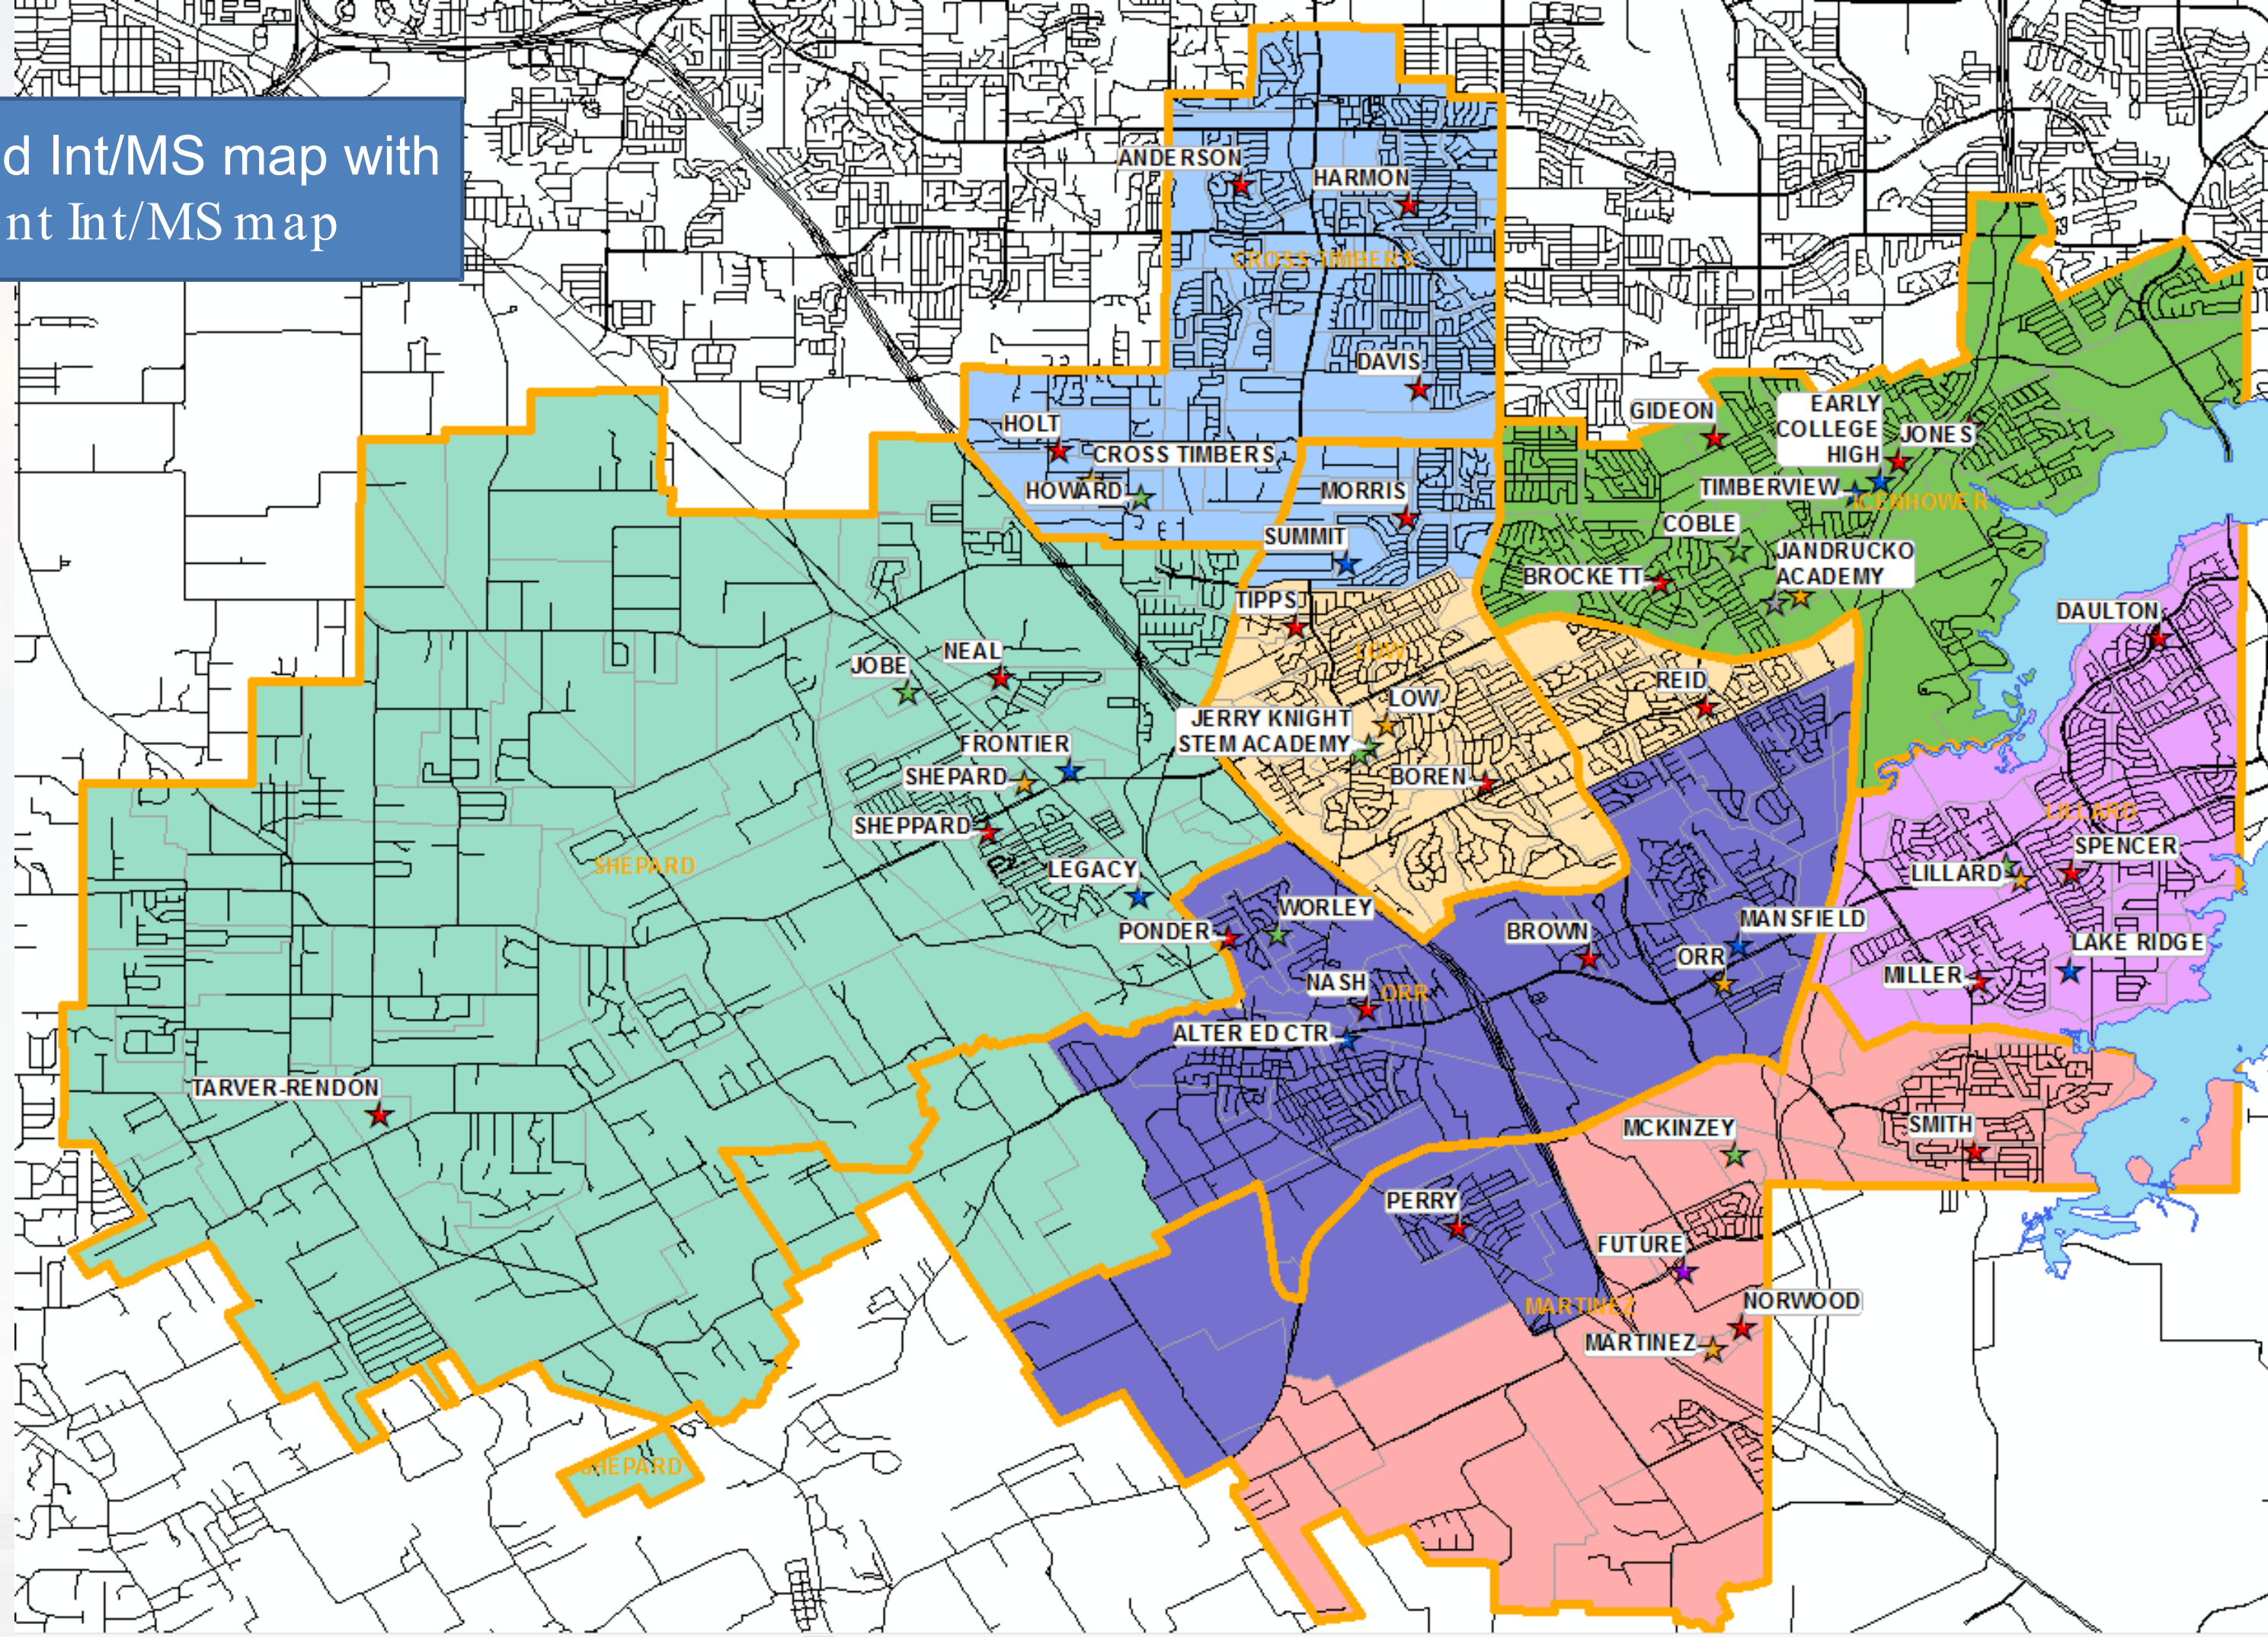 d Int/MS map with
nt Int/MS map
ANDERSON
HARMON
CROSS TIMBERS
DAVIS
HOLT
CROSS TIMBERS
HOWARD
MORRIS
SUMMIT
GIDEON
EARLY
COLLEGE
HIGH
JONES
TIMBERVIEW
ICENHOWER
COBLE
JANDRUCKO
ACADEMY
BROCKETT
TIPPS
LOW
DAULTON
NEAL
JOBE
REID
LOW
JERRY KNIGHT
STEM ACADEMY
FRONTIER
SHEPARD
BOREN
SHEPPARD
LILLARD
SPENCER
SHEPARD
LEGACY
LILLARD
WORLEY
PONDER
BROWN
MANSFIELD
ORR
LAKE RIDGE
NASH
ORR
MILLER
ALTER ED CTR
TARVER-RENDON
MCKINZEY
SMITH
PERRY
FUTURE
MARTINEZ
NORWOOD
MARTINEZ
SHEPARD